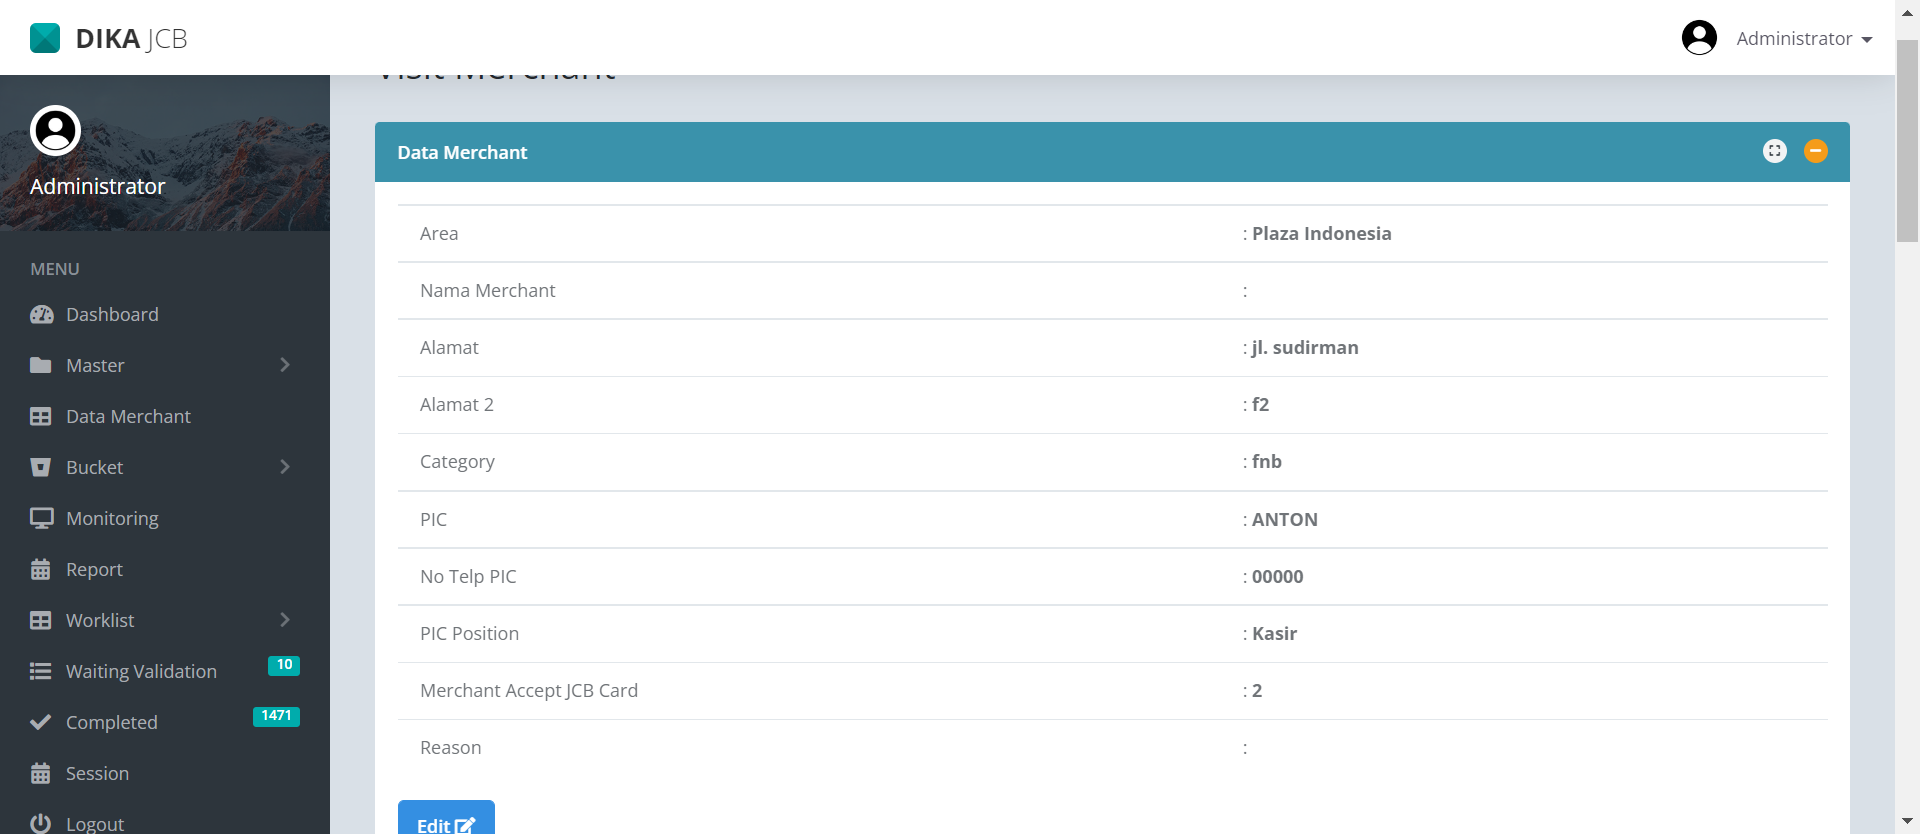 DIKA JCB
Administrator
Visit Merchant
Administrator
MENU
Dashboard
Master
Data Merchant
Bucket
Monitoring
Report
Worklist
Waiting Validation 10
Completed 1471
Session
Logout
Data Merchant
Area : Plaza Indonesia
Nama Merchant :
Alamat : jl. sudirman
Alamat 2 : f2
Category : fnb
PIC : ANTON
No Telp PIC : 00000
PIC Position : Kasir
Merchant Accept JCB Card : 2
Reason :
Edit